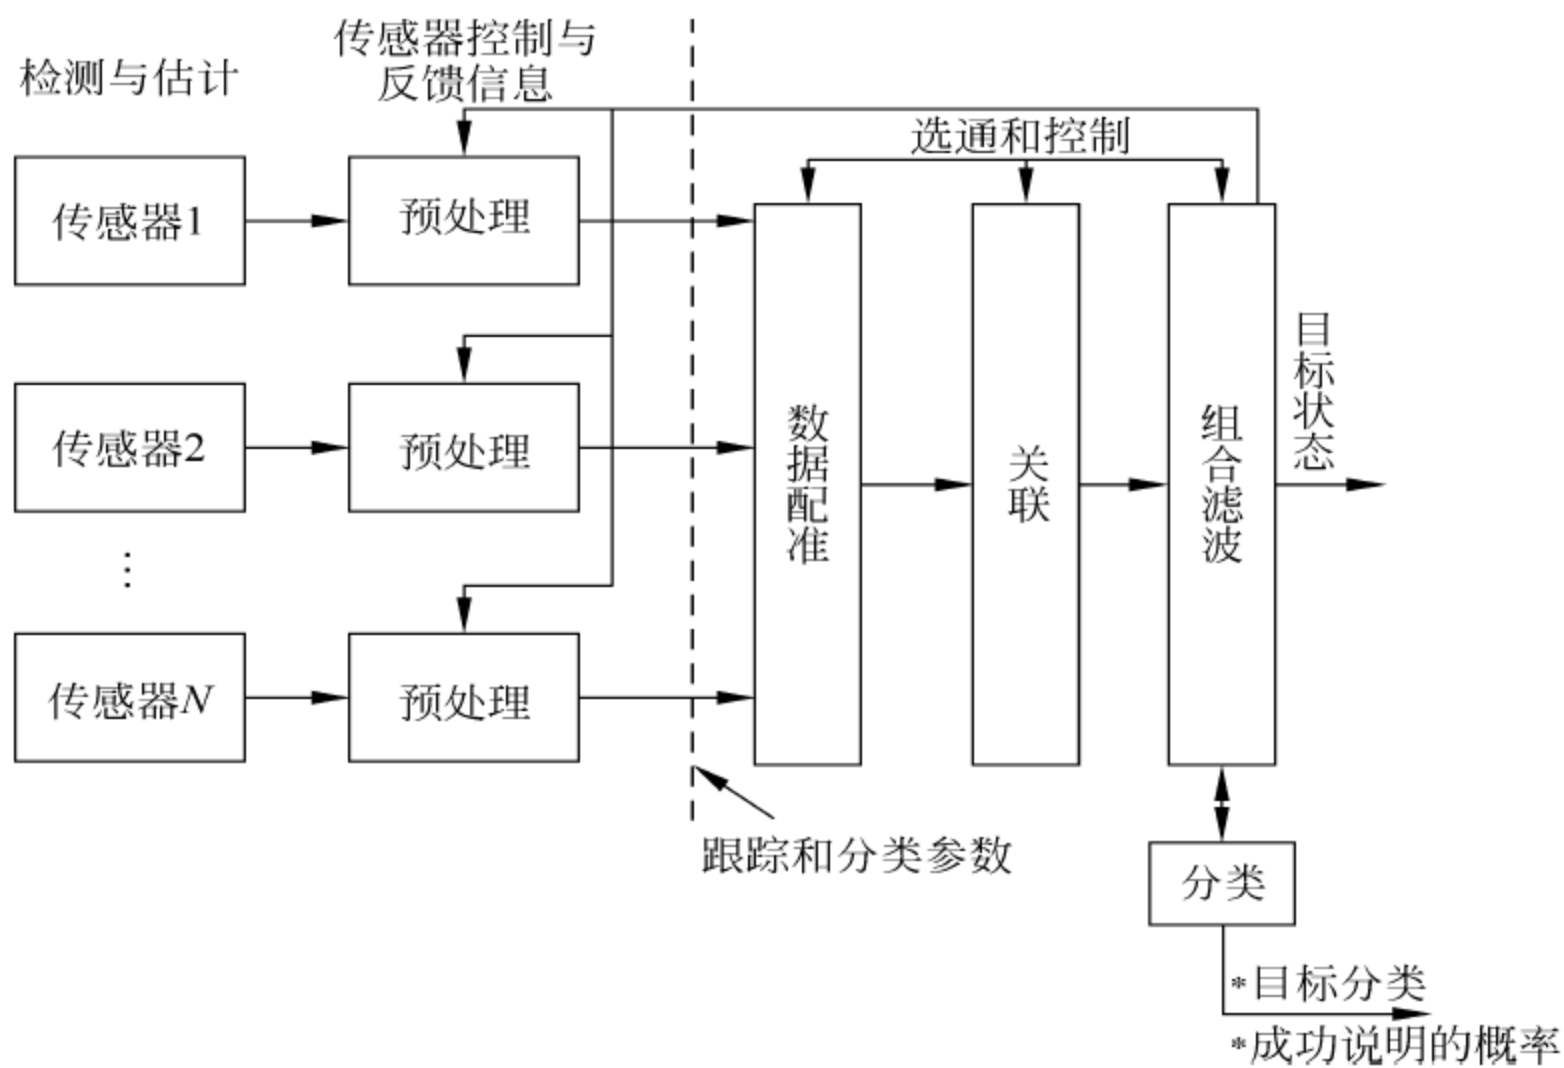 检测与估计
传感器控制与
反馈信息
选通和控制
传感器1
预处理
传感器2
预处理
⋮
传感器N
预处理
数据配准
关联
组合滤波
目标状态
跟踪和分类参数
分类
*目标分类
*成功说明的概率